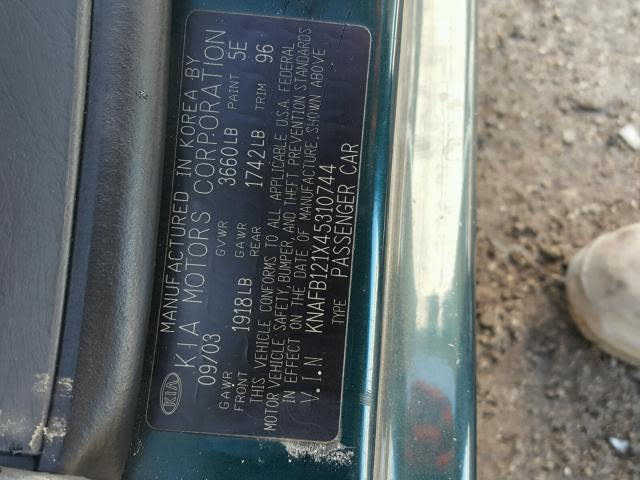 MANUFACTURED IN KOREA BY
KIA KIA MOTORS CORPORATION
09/03 GVWR 3660LB PAINT 5E
GAWR FRONT 1918LB GAWR REAR 1742LB TRIM 96
THIS VEHICLE CONFORMS TO ALL APPLICABLE U.S.A. FEDERAL
MOTOR VEHICLE SAFETY, BUMPER, AND THEFT PREVENTION STANDARDS
IN EFFECT ON THE DATE OF MANUFACTURE, SHOWN ABOVE
V.I.N KNAFB121X45310744
TYPE PASSENGER CAR